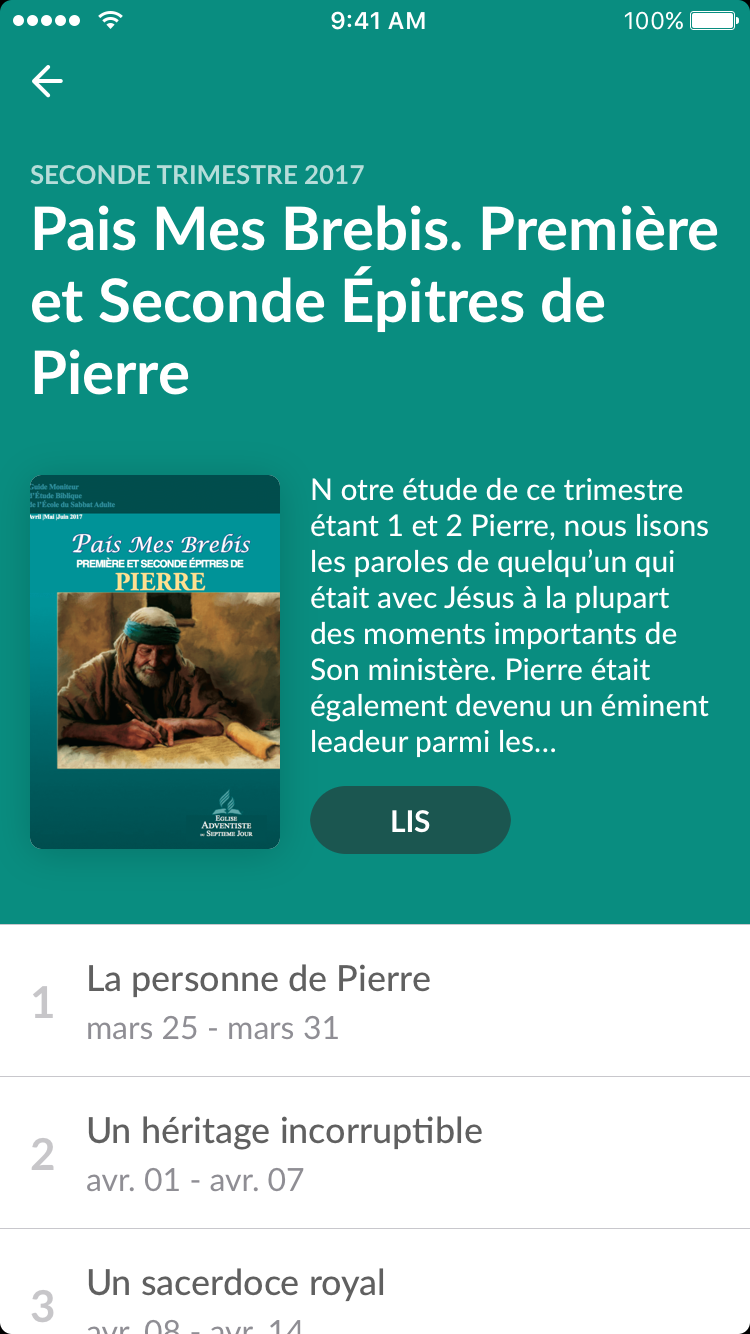 9:41 AM
100%
SECONDE TRIMESTRE 2017
Pais Mes Brebis. Première
et Seconde Épitres de
Pierre
Guide Moniteur
d'Étude Biblique
de l'École du Sabbat Adulte
Avril |Mai |Juin 2017
Pais Mes Brebis
PREMIÈRE ET SECONDE ÉPITRES DE
PIERRE
EGLISE
ADVENTISTE
DU SEPTIEME JOUR
N otre étude de ce trimestre
étant 1 et 2 Pierre, nous lisons
les paroles de quelqu’un qui
était avec Jésus à la plupart
des moments importants de
Son ministère. Pierre était
également devenu un éminent
leadeur parmi les...
LIS
1
La personne de Pierre
mars 25 - mars 31
2
Un héritage incorruptible
avr. 01 - avr. 07
3
Un sacerdoce royal
avr. 08 - avr. 14